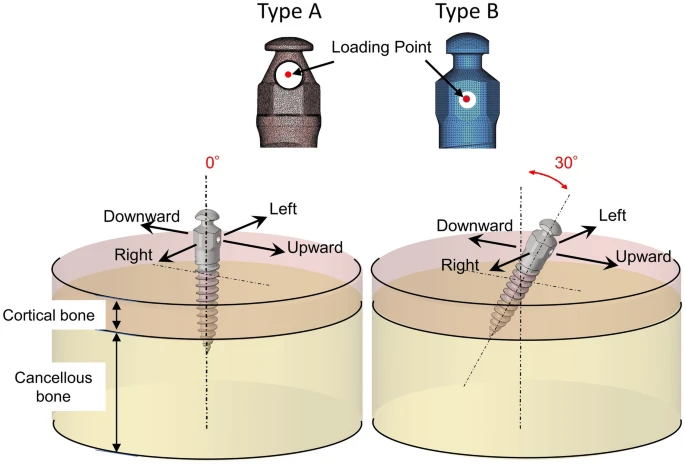 Type A
Type B
Loading Point
0°
30°
Downward
Left
Right
Upward
Downward
Left
Right
Upward
Cortical bone
Cancellous
bone